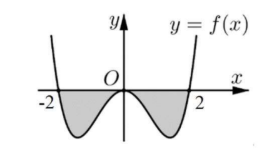 y y = f(x)
O x
-2 2